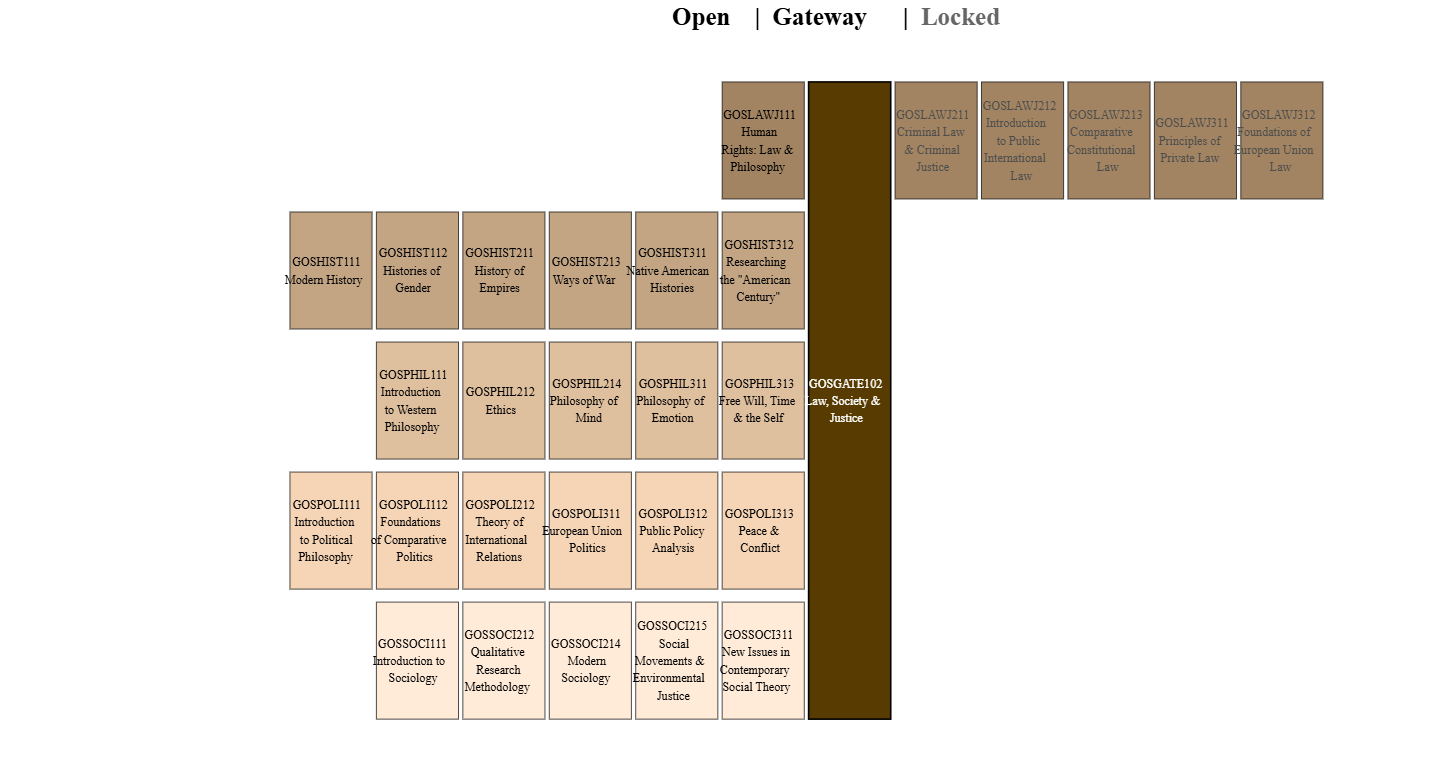 Open | Gateway | Locked
GOSLAWJ111
Human
Rights: Law &
Philosophy
GOSLAWJ211
Criminal Law
& Criminal
Justice
GOSLAWJ212
Introduction
to Public
International
Law
GOSLAWJ213
Comparative
Constitutional
Law
GOSLAWJ311
Principles of
Private Law
GOSLAWJ312
Foundations of
European Union
Law
GOSHIST111
Modern History
GOSHIST112
Histories of
Gender
GOSHIST211
History of
Empires
GOSHIST213
Ways of War
GOSHIST311
Native American
Histories
GOSHIST312
Researching
the "American
Century"
GOSPHIL111
Introduction
to Western
Philosophy
GOSPHIL212
Ethics
GOSPHIL214
Philosophy of
Mind
GOSPHIL311
Philosophy of
Emotion
GOSPHIL313
Free Will, Time
& the Self
GOSGATE102
Law, Society &
Justice
GOSPOLI111
Introduction
to Political
Philosophy
GOSPOLI112
Foundations
of Comparative
Politics
GOSPOLI212
Theory of
International
Relations
GOSPOLI311
European Union
Politics
GOSPOLI312
Public Policy
Analysis
GOSPOLI313
Peace &
Conflict
GOSSOCI111
Introduction to
Sociology
GOSSOCI212
Qualitative
Research
Methodology
GOSSOCI214
Modern
Sociology
GOSSOCI215
Social
Movements &
Environmental
Justice
GOSSOCI311
New Issues in
Contemporary
Social Theory